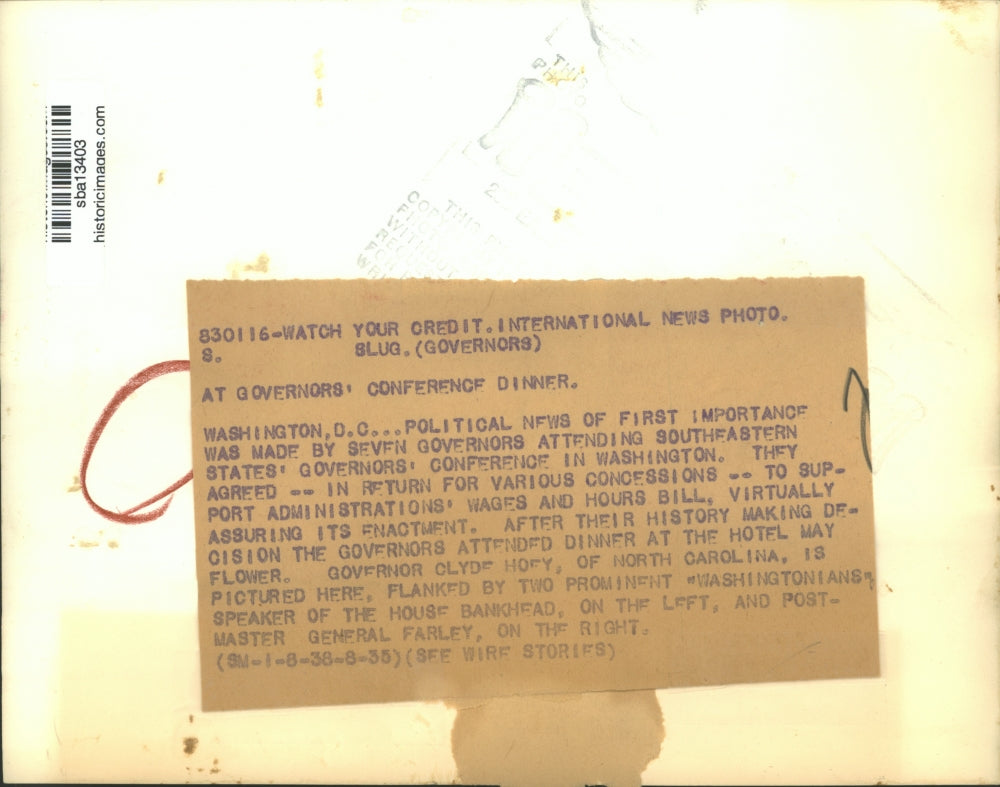 sba13403
historicimages.com
THIS
COPY
WITHOUT
830116-WATCH YOUR CREDIT.INTERNATIONAL NEWS PHOTO.
S. SLUG.(GOVERNORS)
AT GOVERNORS' CONFERENCE DINNER.
WASHINGTON,D.C...POLITICAL NEWS OF FIRST IMPORTANCE
WAS MADE BY SEVEN GOVERNORS ATTENDING SOUTHEASTERN
STATES' GOVERNORS' CONFERENCE IN WASHINGTON. THEY
AGREED -- IN RETURN FOR VARIOUS CONCESSIONS -- TO SUP-
PORT ADMINISTRATIONS' WAGES AND HOURS BILL, VIRTUALLY
ASSURING ITS ENACTMENT. AFTER THEIR HISTORY MAKING DE-
CISION THE GOVERNORS ATTENDED DINNER AT THE HOTEL MAY
FLOWER. GOVERNOR CLYDE HOEY, OF NORTH CAROLINA, IS
PICTURED HERE, FLANKED BY TWO PROMINENT "WASHINGTONIANS",
SPEAKER OF THE HOUSE BANKHEAD, ON THE LEFT, AND POST-
MASTER GENERAL FARLEY, ON THE RIGHT.
(SM-1-8-38-8-35)(SEE WIRE STORIES)